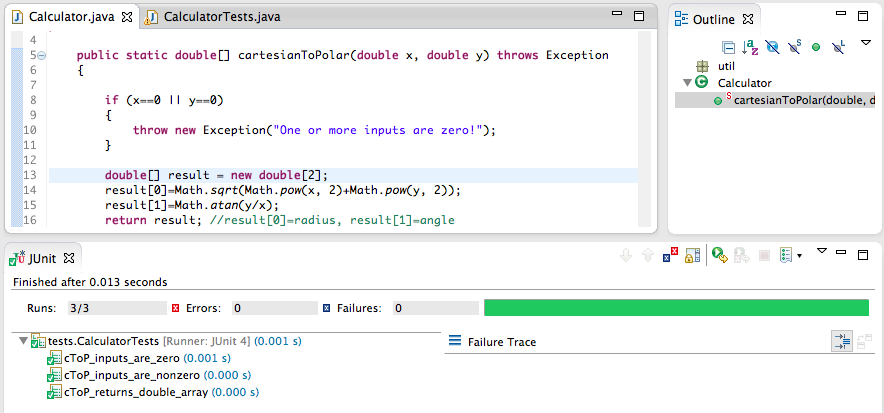 Calculator.java
CalculatorTests.java
4
5 public static double[] cartesianToPolar(double x, double y) throws Exception
6 {
7
8 if (x==0 || y==0)
9 {
10 throw new Exception("One or more inputs are zero!");
11 }
12
13 double[] result = new double[2];
14 result[0]=Math.sqrt(Math.pow(x, 2)+Math.pow(y, 2));
15 result[1]=Math.atan(y/x);
16 return result; //result[0]=radius, result[1]=angle
Outline
util
Calculator
cartesianToPolar(double, d
JUnit
Finished after 0.013 seconds
Runs: 3/3 Errors: 0 Failures: 0
tests.CalculatorTests [Runner: JUnit 4] (0.001 s)
cToP_inputs_are_zero (0.001 s)
cToP_inputs_are_nonzero (0.000 s)
cToP_returns_double_array (0.000 s)
Failure Trace